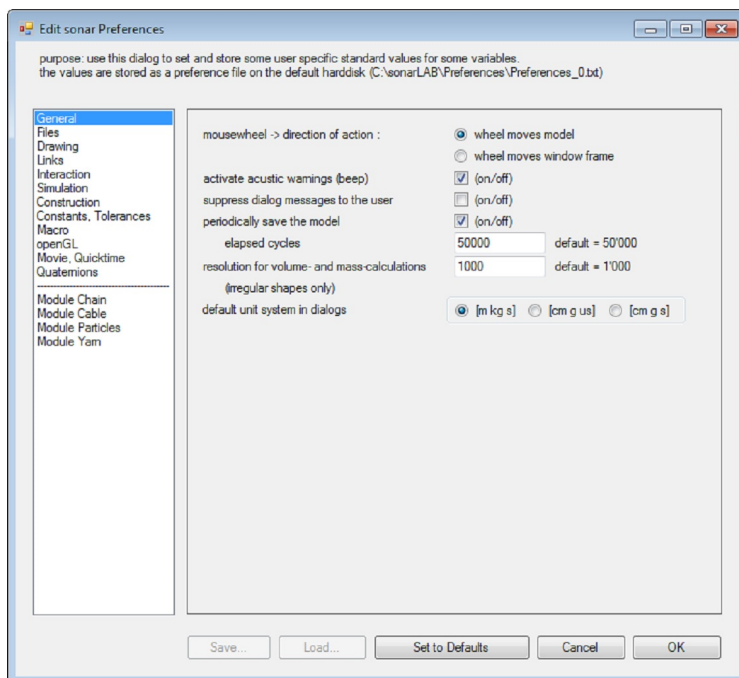 Edit sonar Preferences
purpose: use this dialog to set and store some user specific standard values for some variables.
the values are stored as a preference file on the default harddisk (C:\sonarLAB\Preferences\Preferences_0.txt)
General
Files
Drawing
Links
Interaction
Simulation
Construction
Constants, Tolerances
Macro
openGL
Movie, Quicktime
Quaternions
Module Chain
Module Cable
Module Particles
Module Yarn
mousewheel -> direction of action :
wheel moves model
wheel moves window frame
activate acustic warnings (beep) (on/off)
suppress dialog messages to the user (on/off)
periodically save the model (on/off)
elapsed cycles 50000 default = 50'000
resolution for volume- and mass-calculations 1000 default = 1'000
(irregular shapes only)
default unit system in dialogs [m kg s] [cm g us] [cm g s]
Save... Load... Set to Defaults Cancel OK